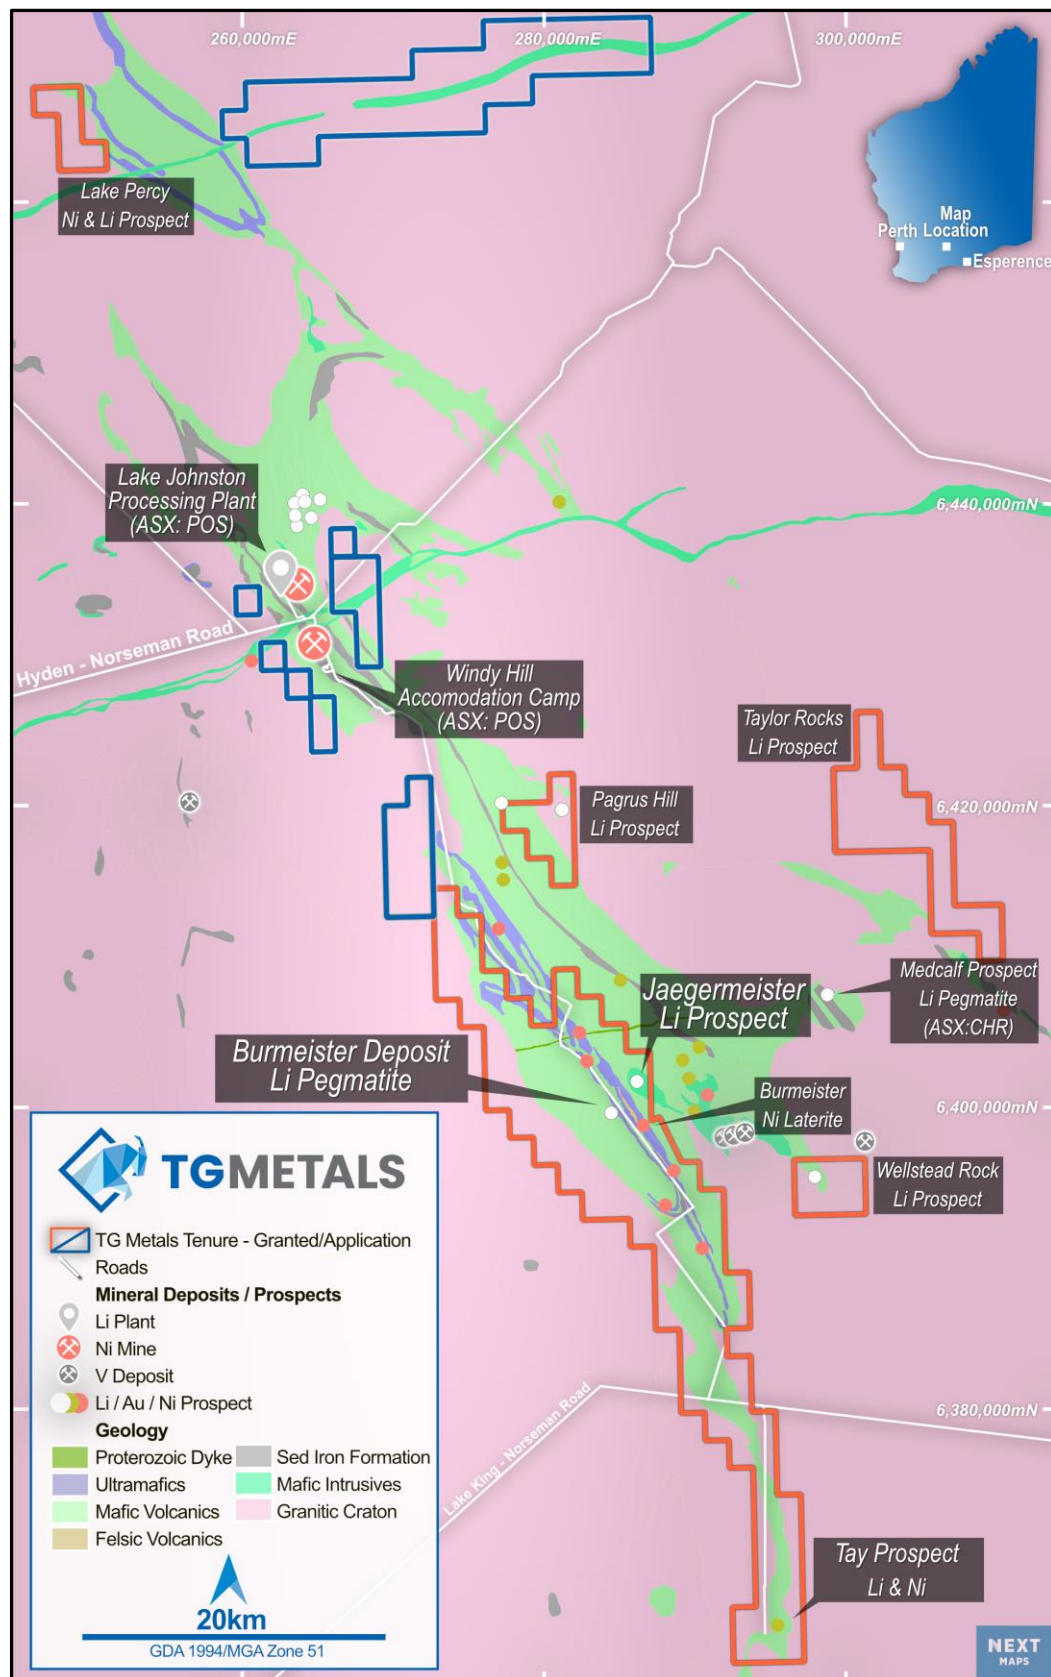 260,000mE
280,000mE
300,000mE
Lake Percy
Ni & Li Prospect
Map
Perth Location
Esperence
Lake Johnston
Processing Plant
(ASX: POS)
6,440,000mN
Hyden - Norseman Road
Windy Hill
Accomodation Camp
(ASX: POS)
Taylor Rocks
Li Prospect
Pagrus Hill
Li Prospect
6,420,000mN
Medcalf Prospect
Li Pegmatite
(ASX:CHR)
Jaegermeister
Li Prospect
Burmeister Deposit
Li Pegmatite
Burmeister
Ni Laterite
6,400,000mN
Wellstead Rock
Li Prospect
TGMETALS
TG Metals Tenure - Granted/Application
Roads
Mineral Deposits / Prospects
Li Plant
Ni Mine
V Deposit
Li / Au / Ni Prospect
Geology
Proterozoic Dyke
Sed Iron Formation
Ultramafics
Mafic Intrusives
Mafic Volcanics
Granitic Craton
Felsic Volcanics
20km
GDA 1994/MGA Zone 51
Lake King - Norseman Road
6,380,000mN
Tay Prospect
Li & Ni
NEXT
MAPS